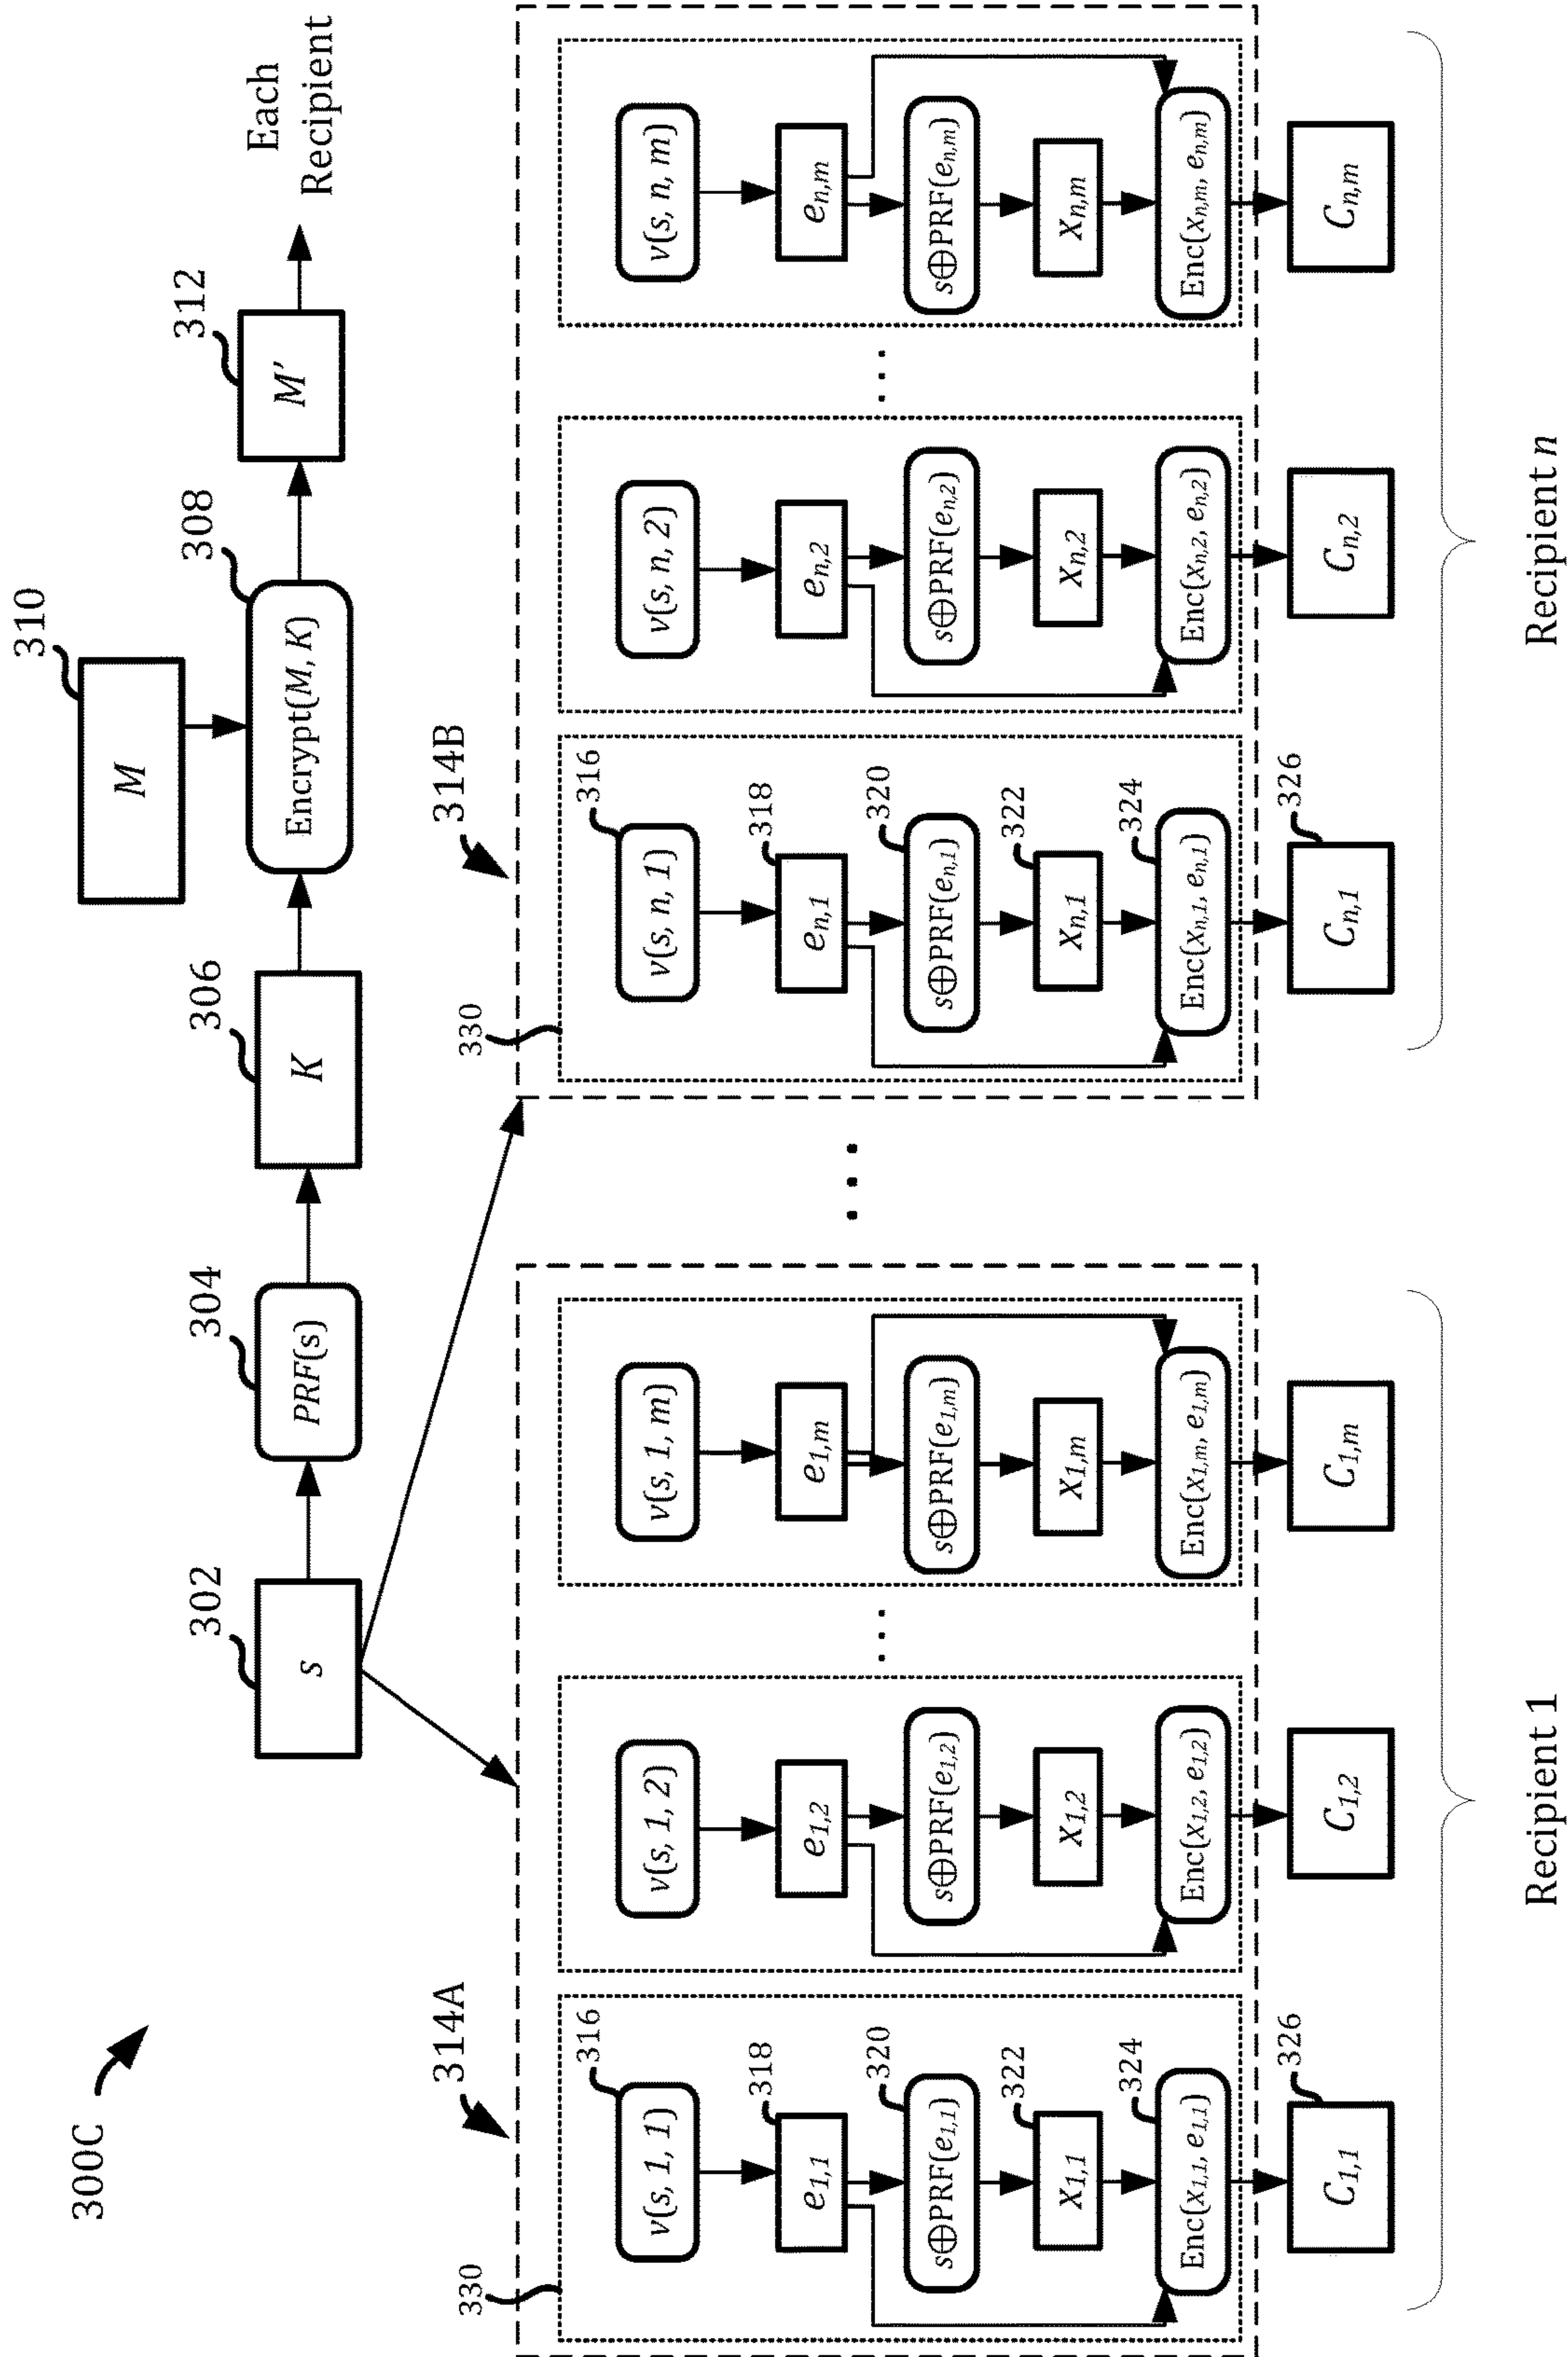 300C
302
304
306
308
310
312
s
PRF(s)
K
Encrypt(M, K)
M
M'
Each
Recipient
314A
314B
330
316
v(s, 1, 1)
318
e1,1
320
s⊕PRF(e1,1)
322
x1,1
324
Enc(x1,1, e1,1)
326
C1,1
v(s, 1, 2)
e1,2
s⊕PRF(e1,2)
x1,2
Enc(x1,2, e1,2)
C1,2
...
v(s, 1, m)
e1,m
s⊕PRF(e1,m)
x1,m
Enc(x1,m, e1,m)
C1,m
Recipient 1
...
330
316
v(s, n, 1)
318
en,1
320
s⊕PRF(en,1)
322
xn,1
324
Enc(xn,1, en,1)
326
Cn,1
v(s, n, 2)
en,2
s⊕PRF(en,2)
xn,2
Enc(xn,2, en,2)
Cn,2
...
v(s, n, m)
en,m
s⊕PRF(en,m)
xn,m
Enc(xn,m, en,m)
Cn,m
Recipient n